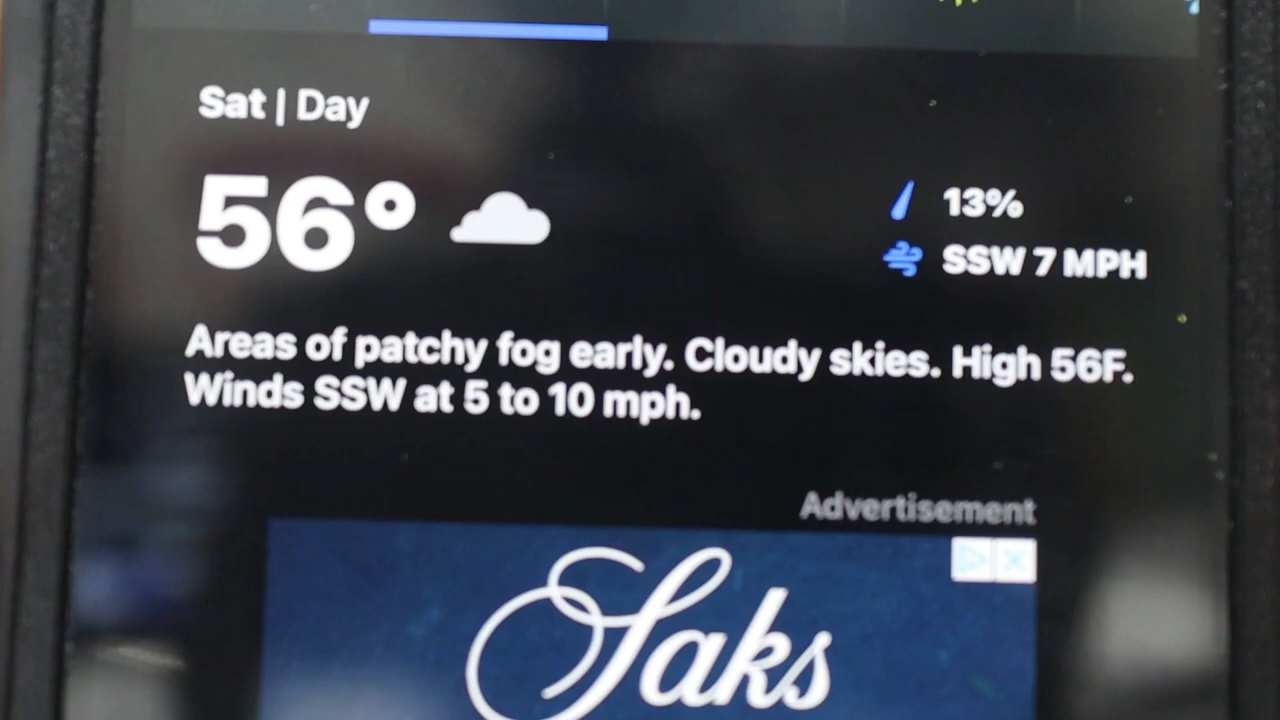 Sat | Day
56°
13%
SSW 7 MPH
Areas of patchy fog early. Cloudy skies. High 56F.
Winds SSW at 5 to 10 mph.
Advertisement
Saks